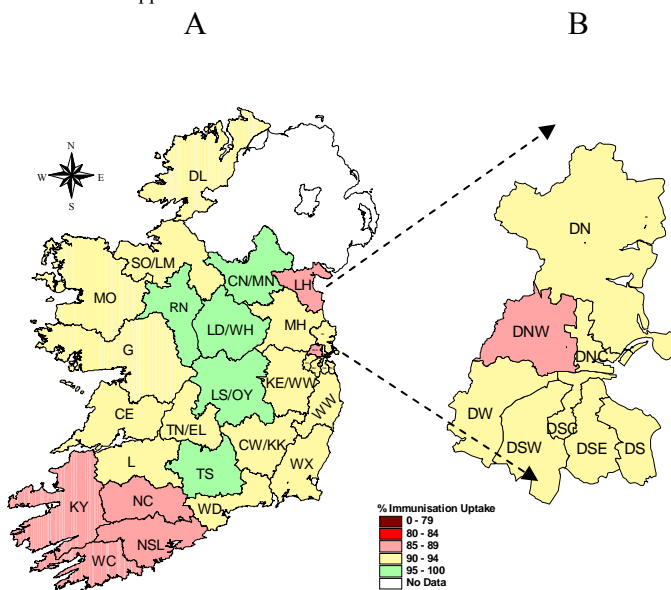 A
B
N
W E
S
DL
SO/LM
CN/MN
LH
MO
RN
LD/WH
MH
G
LS/OY
KE/WW
CE
TN/EL
WW
CW/KK
L
TS
WX
KY
NC
WD
NSL
WC
DN
DNW
DNC
DW
DSC
DSW
DSE
DS
% Immunisation Uptake
0 - 79
80 - 84
85 - 89
90 - 94
95 - 100
No Data